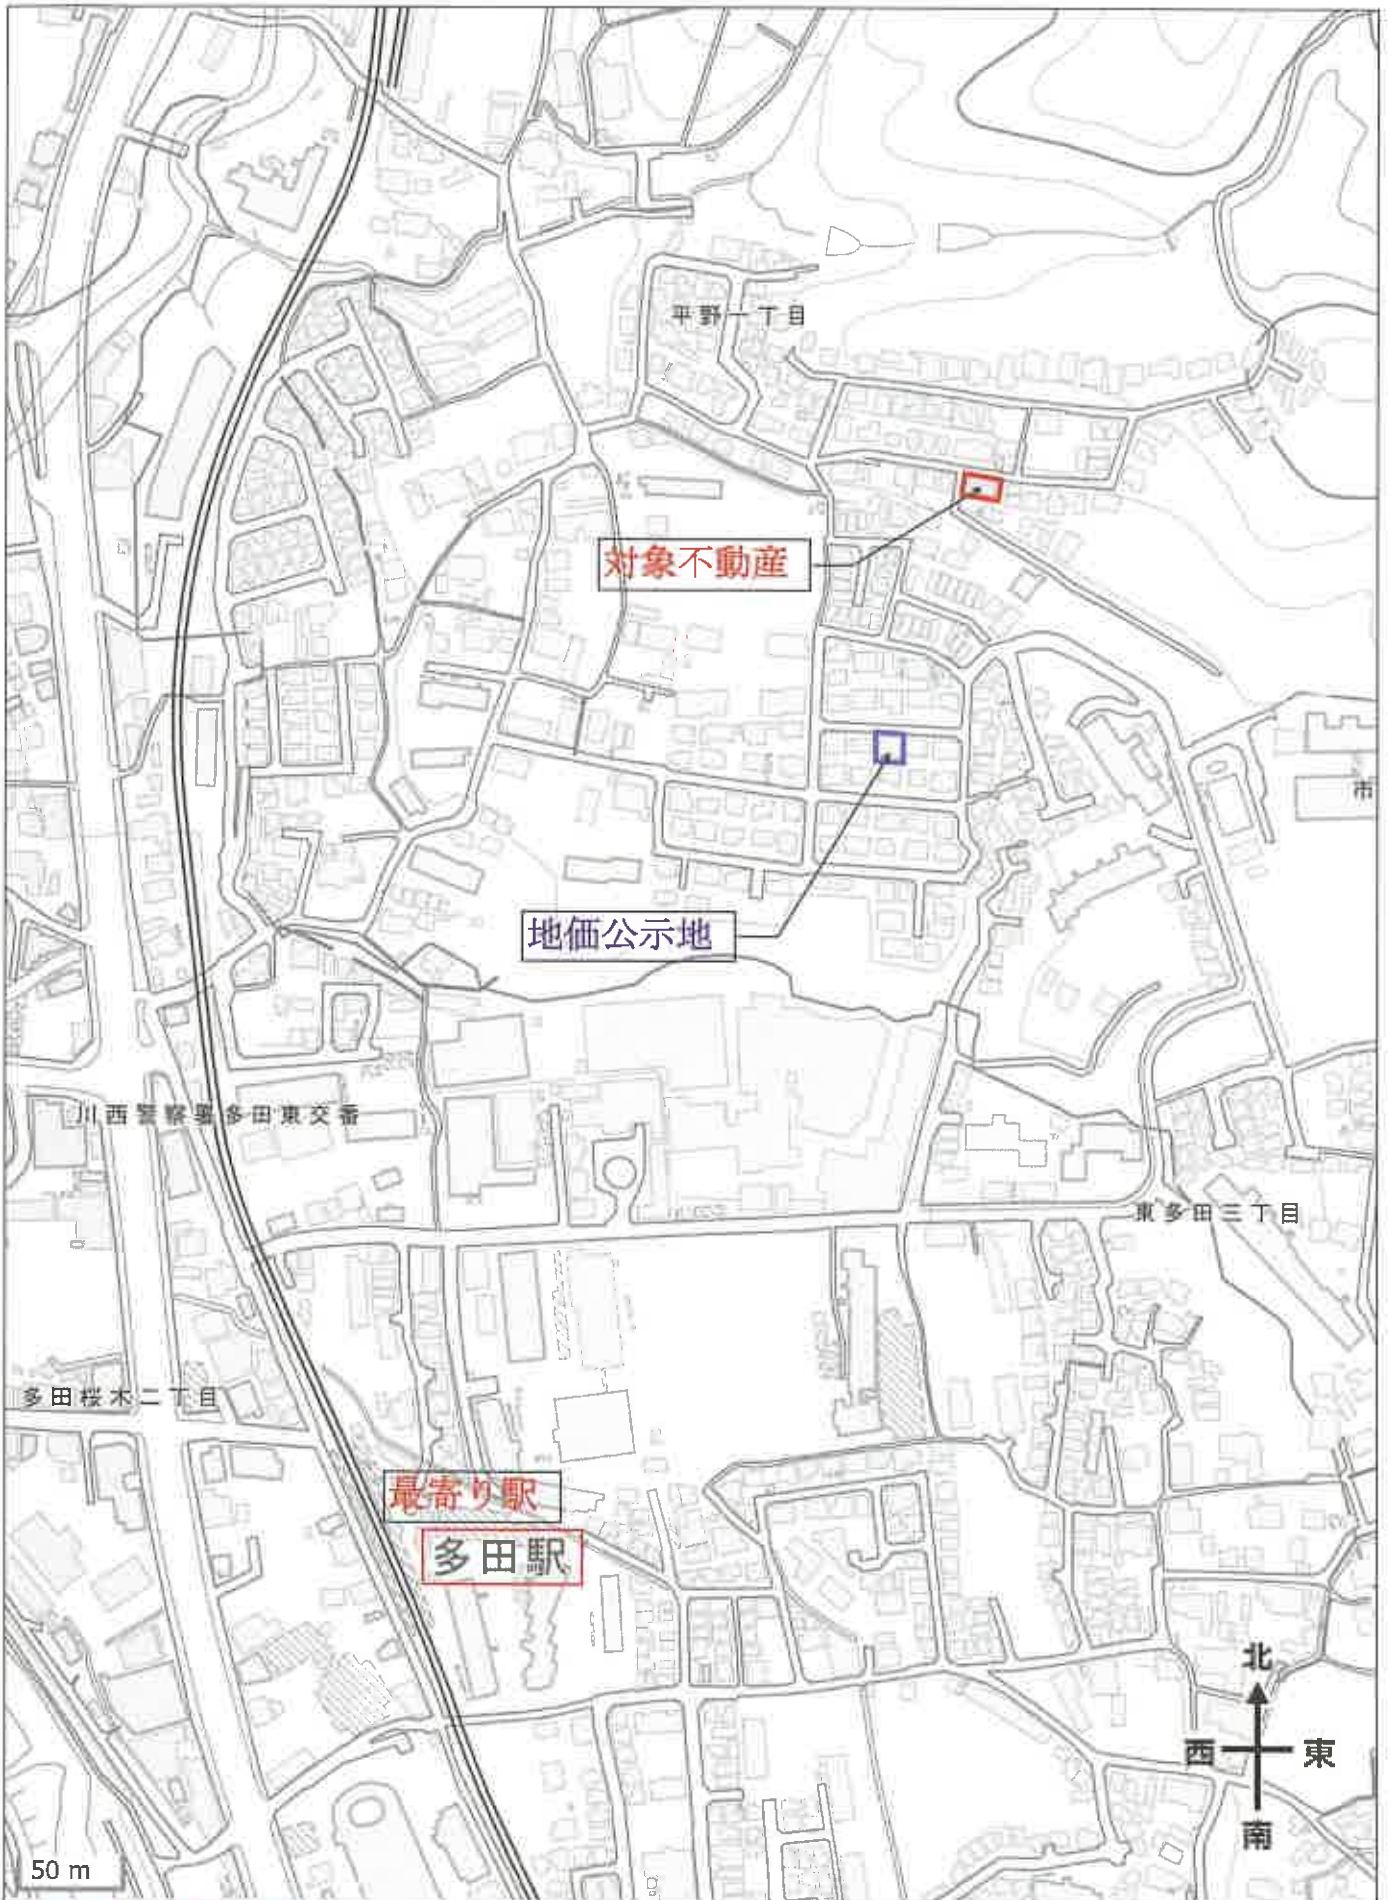 平野一丁目
対象不動産
市
地価公示地
川西警察署多田東交番
東多田三丁目
多田桜木二丁目
最寄り駅
多田駅
北
西
東
南
50 m